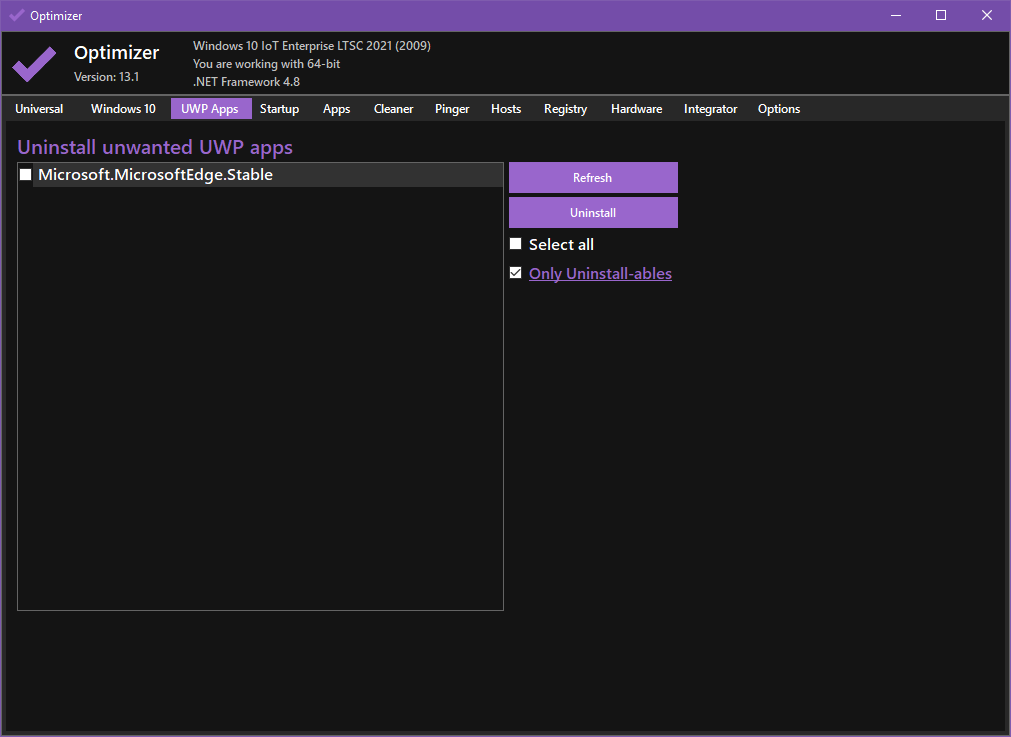 Optimizer
Optimizer
Version: 13.1
Windows 10 IoT Enterprise LTSC 2021 (2009)
You are working with 64-bit
.NET Framework 4.8
Universal Windows 10 UWP Apps Startup Apps Cleaner Pinger Hosts Registry Hardware Integrator Options
Uninstall unwanted UWP apps
Microsoft.MicrosoftEdge.Stable
Refresh
Uninstall
Select all
Only Uninstall-ables